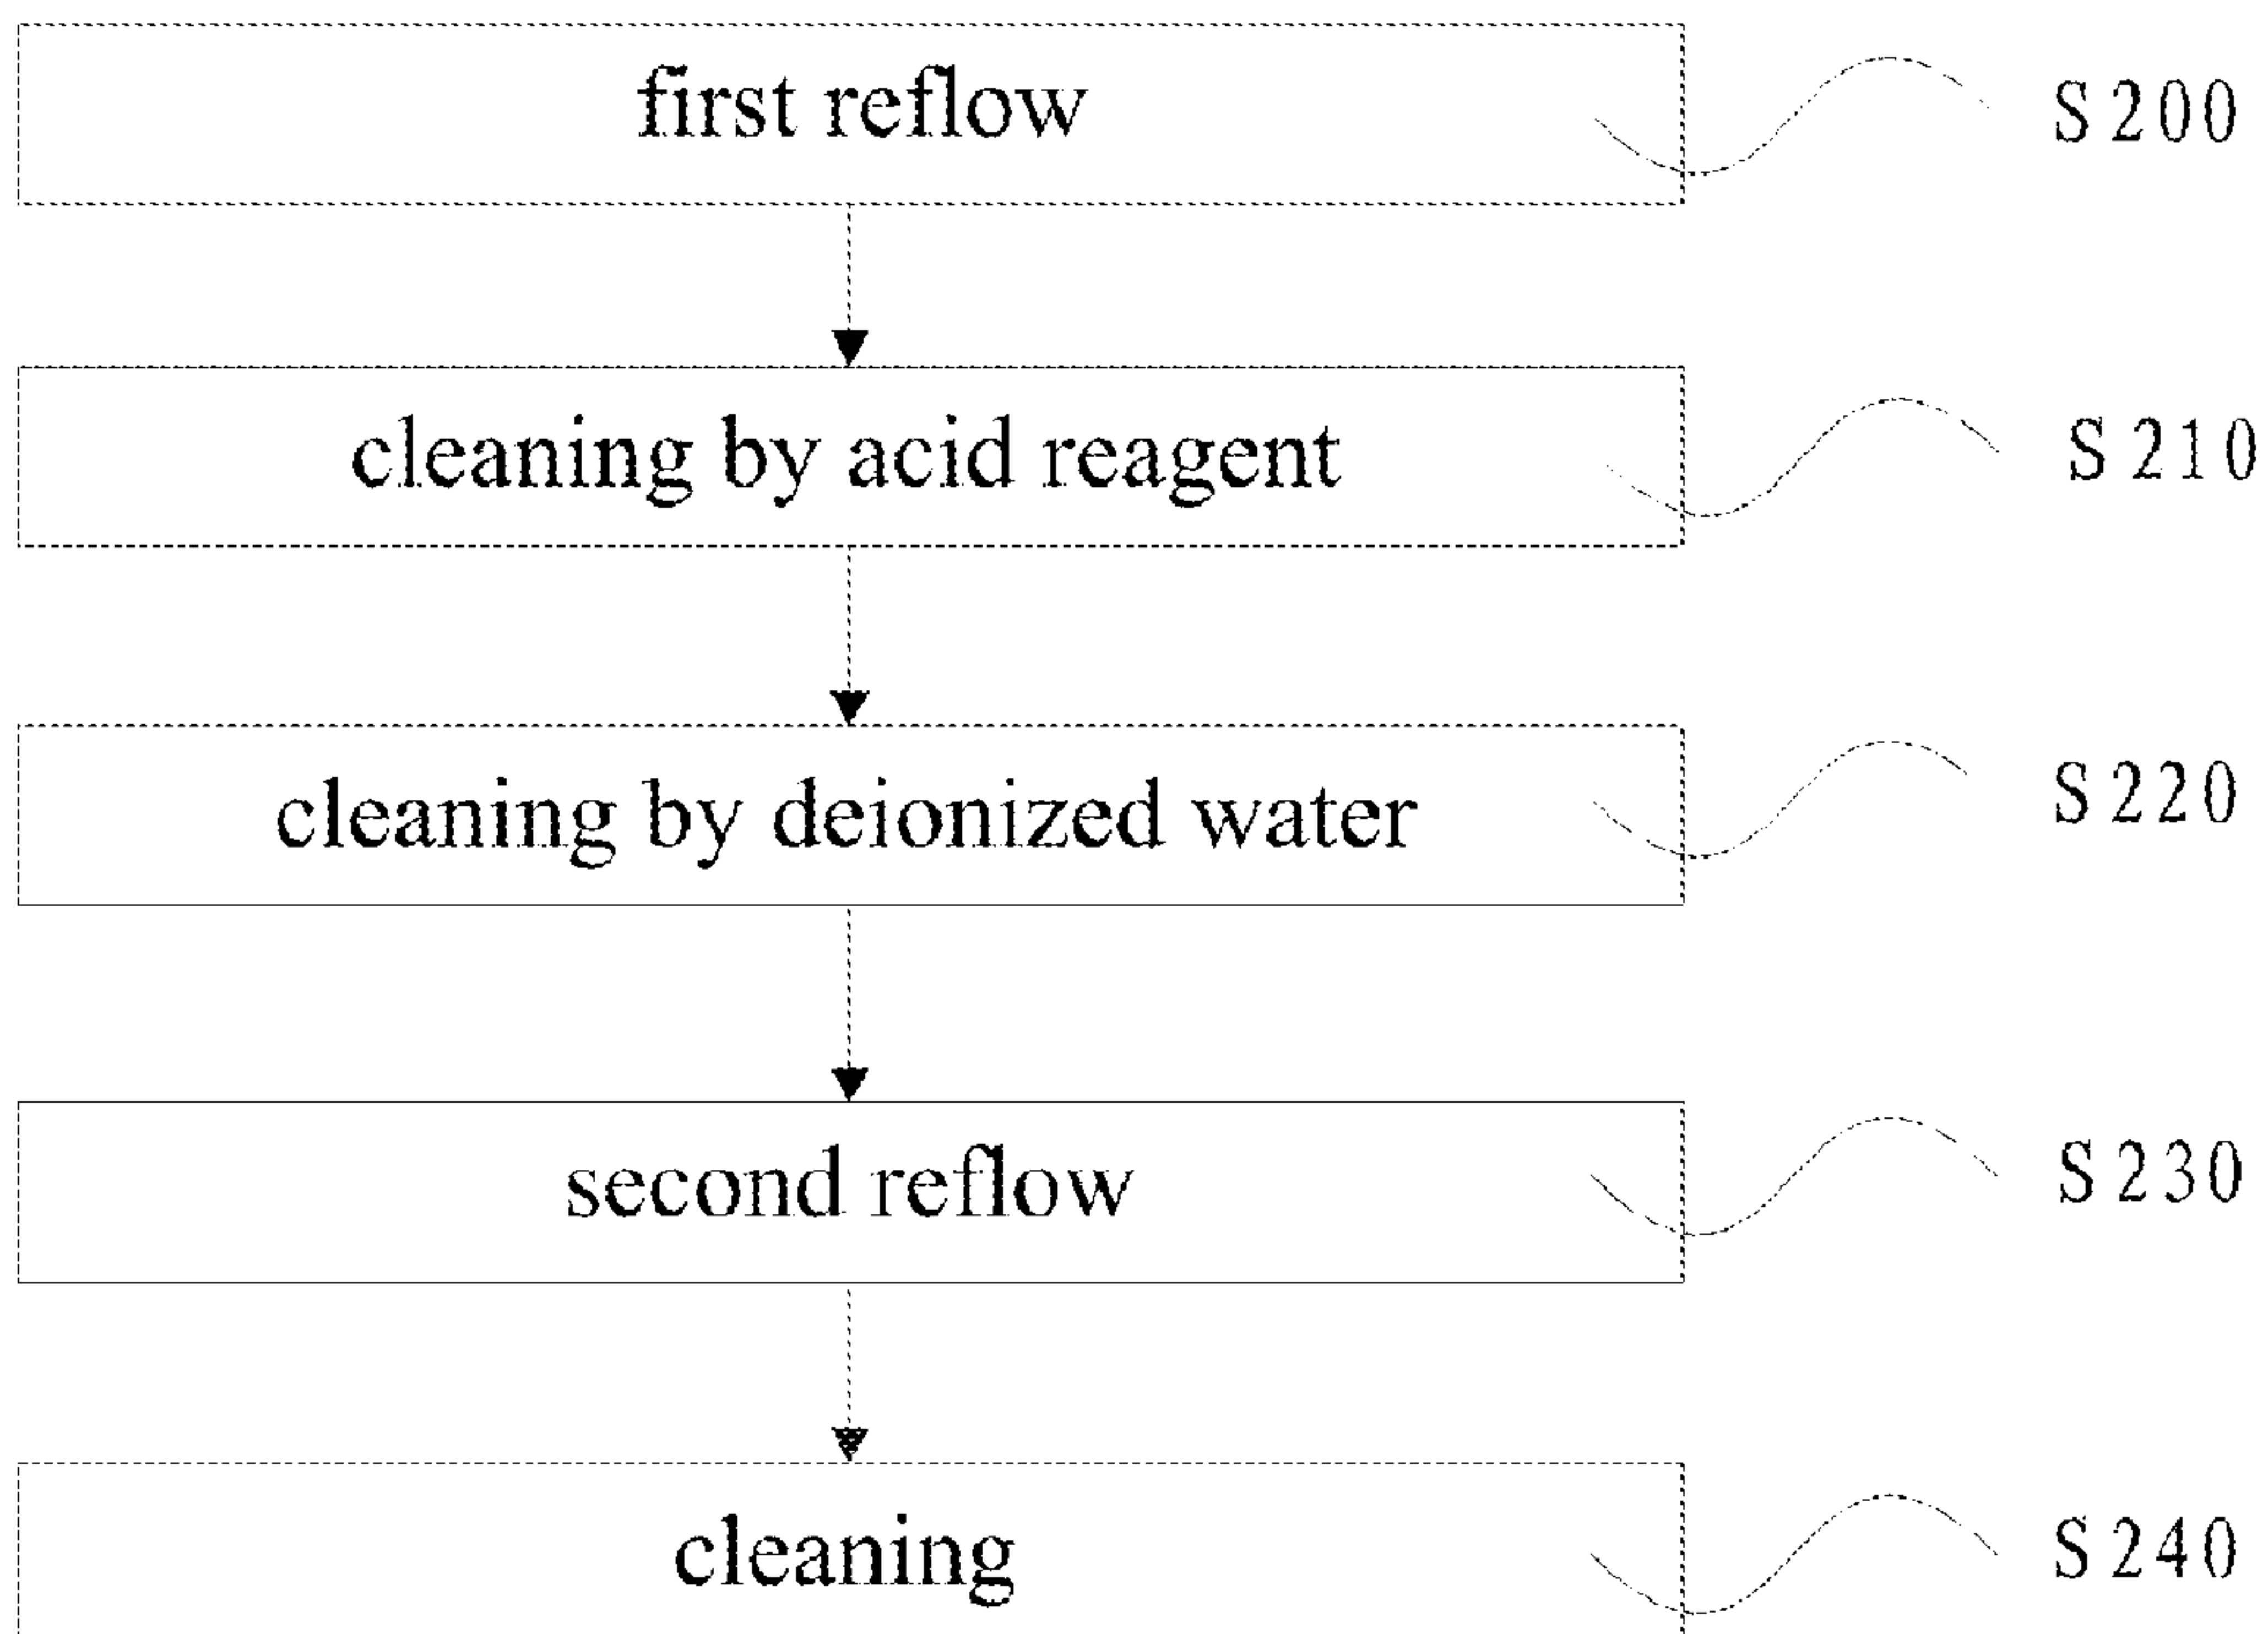 first reflow S200
cleaning by acid reagent S210
cleaning by deionized water S220
second reflow S230
cleaning S240